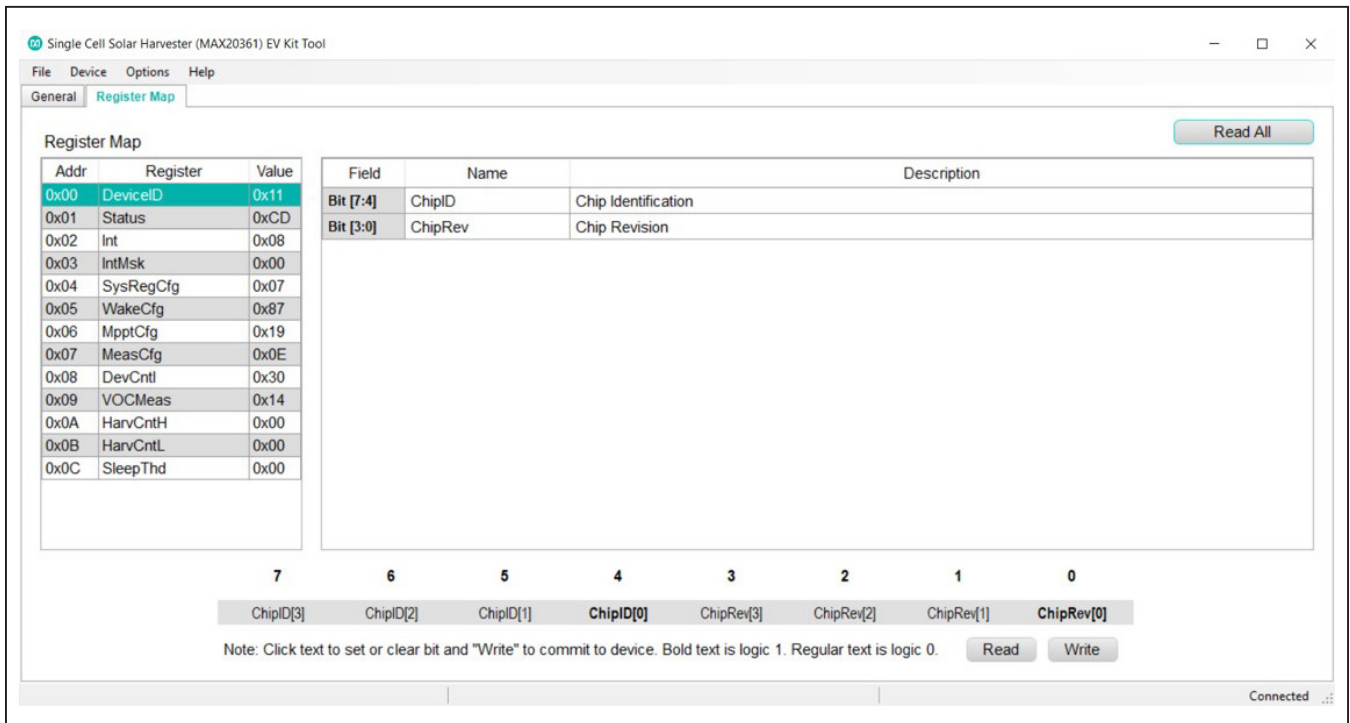 Single Cell Solar Harvester (MAX20361) EV Kit Tool
File Device Options Help
General Register Map
Read All
Register Map
Addr Register Value
0x00 DeviceID 0x11
0x01 Status 0xCD
0x02 Int 0x08
0x03 IntMsk 0x00
0x04 SysRegCfg 0x07
0x05 WakeCfg 0x87
0x06 MpptCfg 0x19
0x07 MeasCfg 0x0E
0x08 DevCntl 0x30
0x09 VOCMeas 0x14
0x0A HarvCntH 0x00
0x0B HarvCntL 0x00
0x0C SleepThd 0x00
Field Name Description
Bit [7:4] ChipID Chip Identification
Bit [3:0] ChipRev Chip Revision
7 6 5 4 3 2 1 0
ChipID[3] ChipID[2] ChipID[1] ChipID[0] ChipRev[3] ChipRev[2] ChipRev[1] ChipRev[0]
Note: Click text to set or clear bit and "Write" to commit to device. Bold text is logic 1. Regular text is logic 0. Read Write
Connected